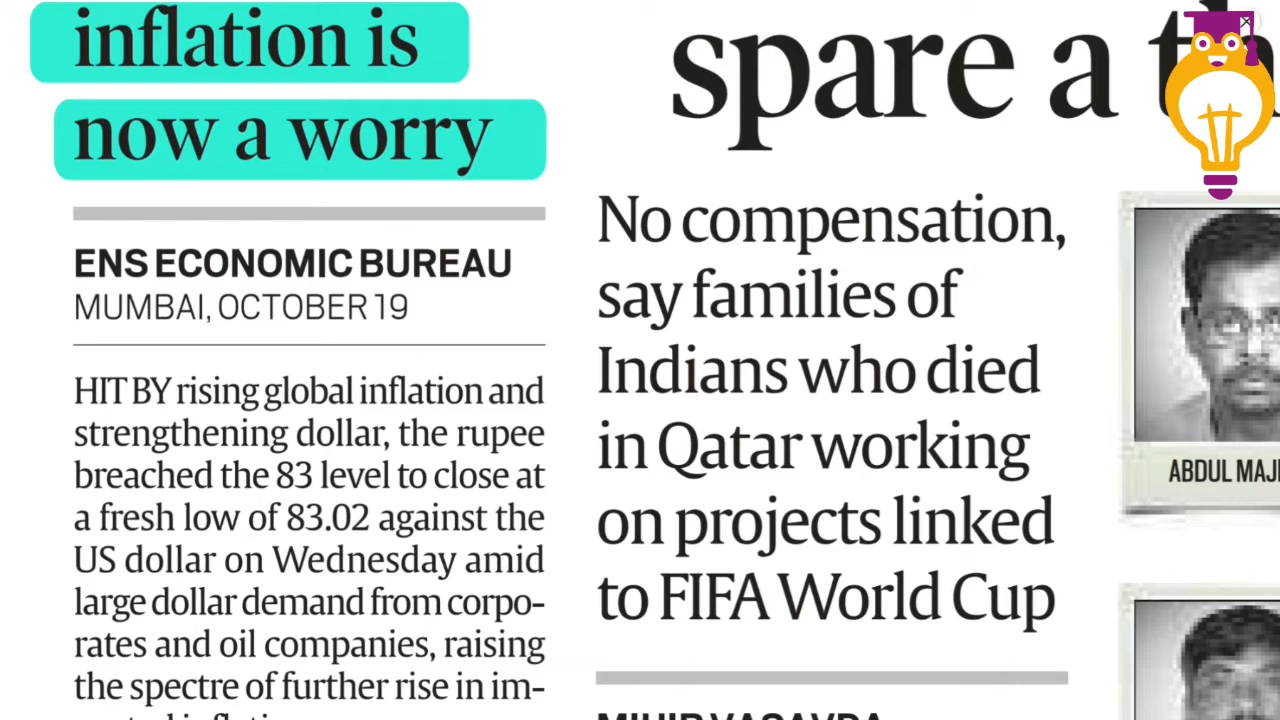 inflation is
now a worry
ENS ECONOMIC BUREAU
MUMBAI, OCTOBER 19
HIT BY rising global inflation and
strengthening dollar, the rupee
breached the 83 level to close at
a fresh low of 83.02 against the
US dollar on Wednesday amid
large dollar demand from corpo-
rates and oil companies, raising
the spectre of further rise in im-
spare a
No compensation,
say families of
Indians who died
in Qatar working
on projects linked
to FIFA World Cup
MIHIR VASAVDA
ABDUL